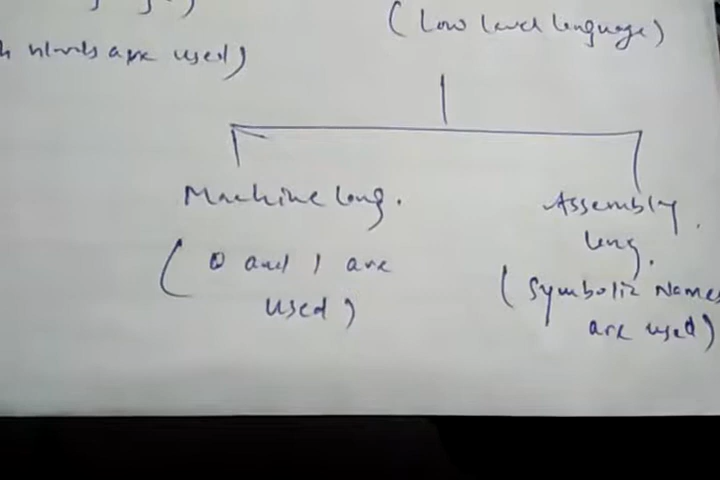 (Low level language)
words are used)
Machine Lang.
(0 and 1 are
used)
Assembly
Lang.
(Symbolic Names
are used)